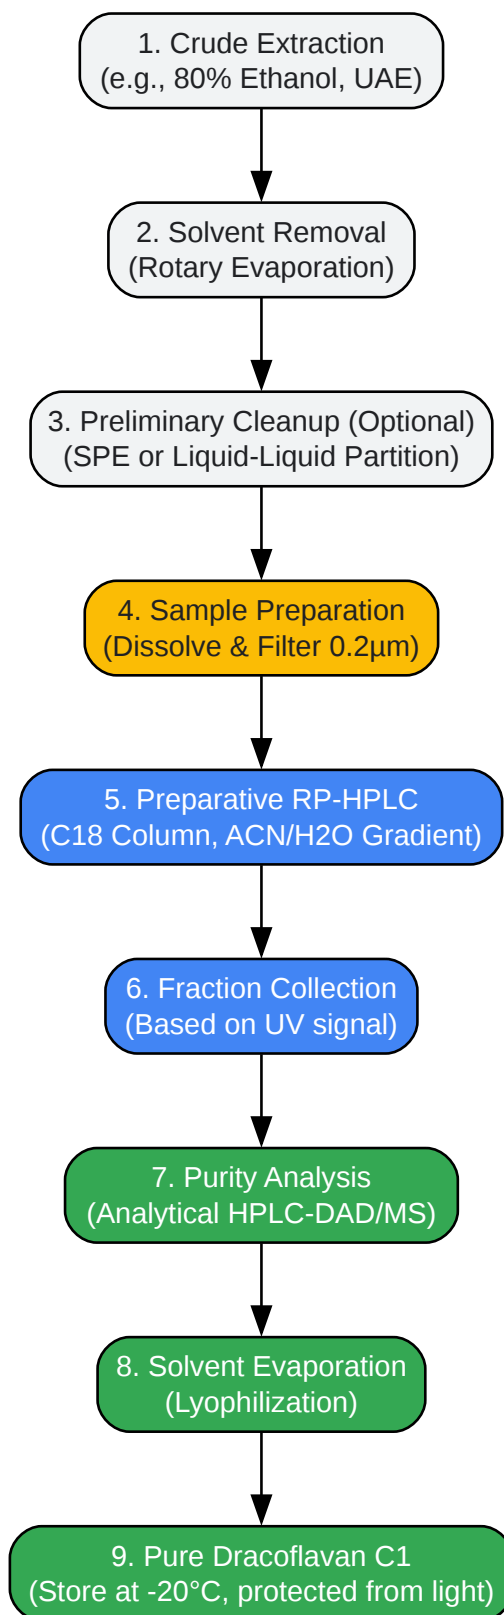 1. Crude Extraction
(e.g., 80% Ethanol, UAE)
2. Solvent Removal
(Rotary Evaporation)
3. Preliminary Cleanup (Optional)
(SPE or Liquid-Liquid Partition)
4. Sample Preparation
(Dissolve & Filter 0.2µm)
5. Preparative RP-HPLC
(C18 Column, ACN/H2O Gradient)
6. Fraction Collection
(Based on UV signal)
7. Purity Analysis
(Analytical HPLC-DAD/MS)
8. Solvent Evaporation
(Lyophilization)
9. Pure Dracoflavan C1
(Store at -20°C, protected from light)